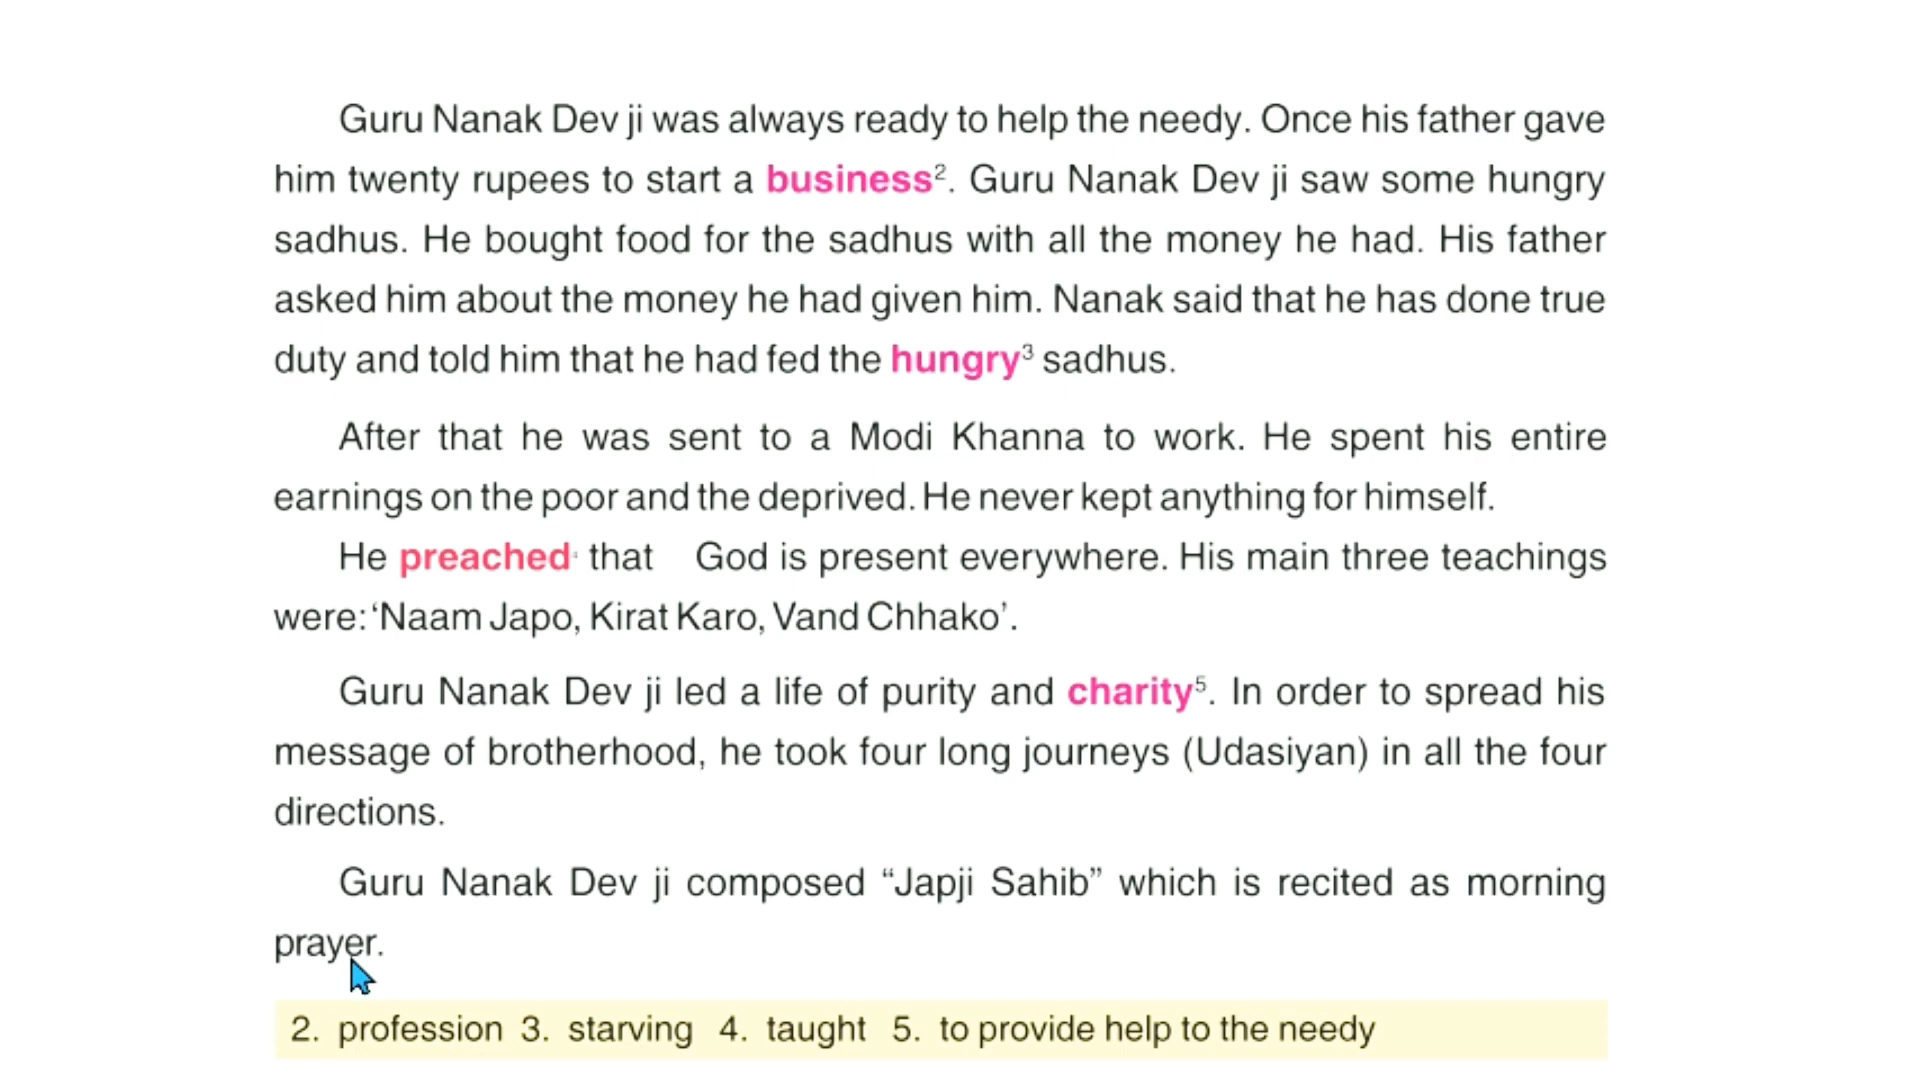 Guru Nanak Dev ji was always ready to help the needy. Once his father gave
him twenty rupees to start a business². Guru Nanak Dev ji saw some hungry
sadhus. He bought food for the sadhus with all the money he had. His father
asked him about the money he had given him. Nanak said that he has done true
duty and told him that he had fed the hungry³ sadhus.
After that he was sent to a Modi Khanna to work. He spent his entire
earnings on the poor and the deprived. He never kept anything for himself.
He preached that God is present everywhere. His main three teachings
were: ‘Naam Japo, Kirat Karo, Vand Chhako’.
Guru Nanak Dev ji led a life of purity and charity⁵. In order to spread his
message of brotherhood, he took four long journeys (Udasiyan) in all the four
directions.
Guru Nanak Dev ji composed “Japji Sahib” which is recited as morning
prayer.
2. profession 3. starving 4. taught 5. to provide help to the needy